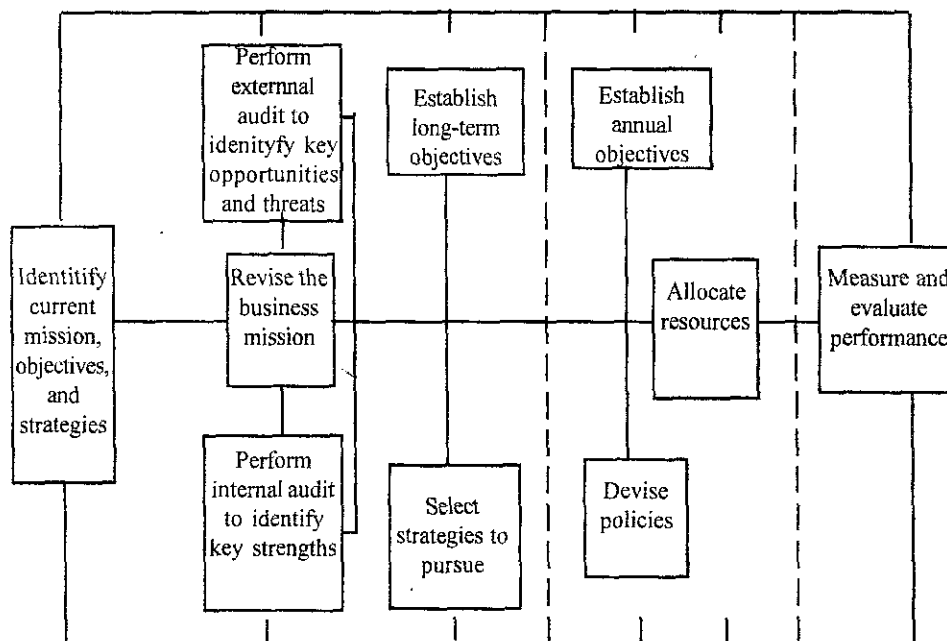 Perform
externnal
audit to
idenityfy key
opportunities
and threats
Establish
long-term
objectives
Establish
annual
objectives
Identitify
current
mission,
objectives,
and
strategies
Revise the
business
mission
Allocate
resources
Measure and
evaluate
performance
Perform
internal audit
to identify
key strengths
Select
strategies to
pursue
Devise
policies